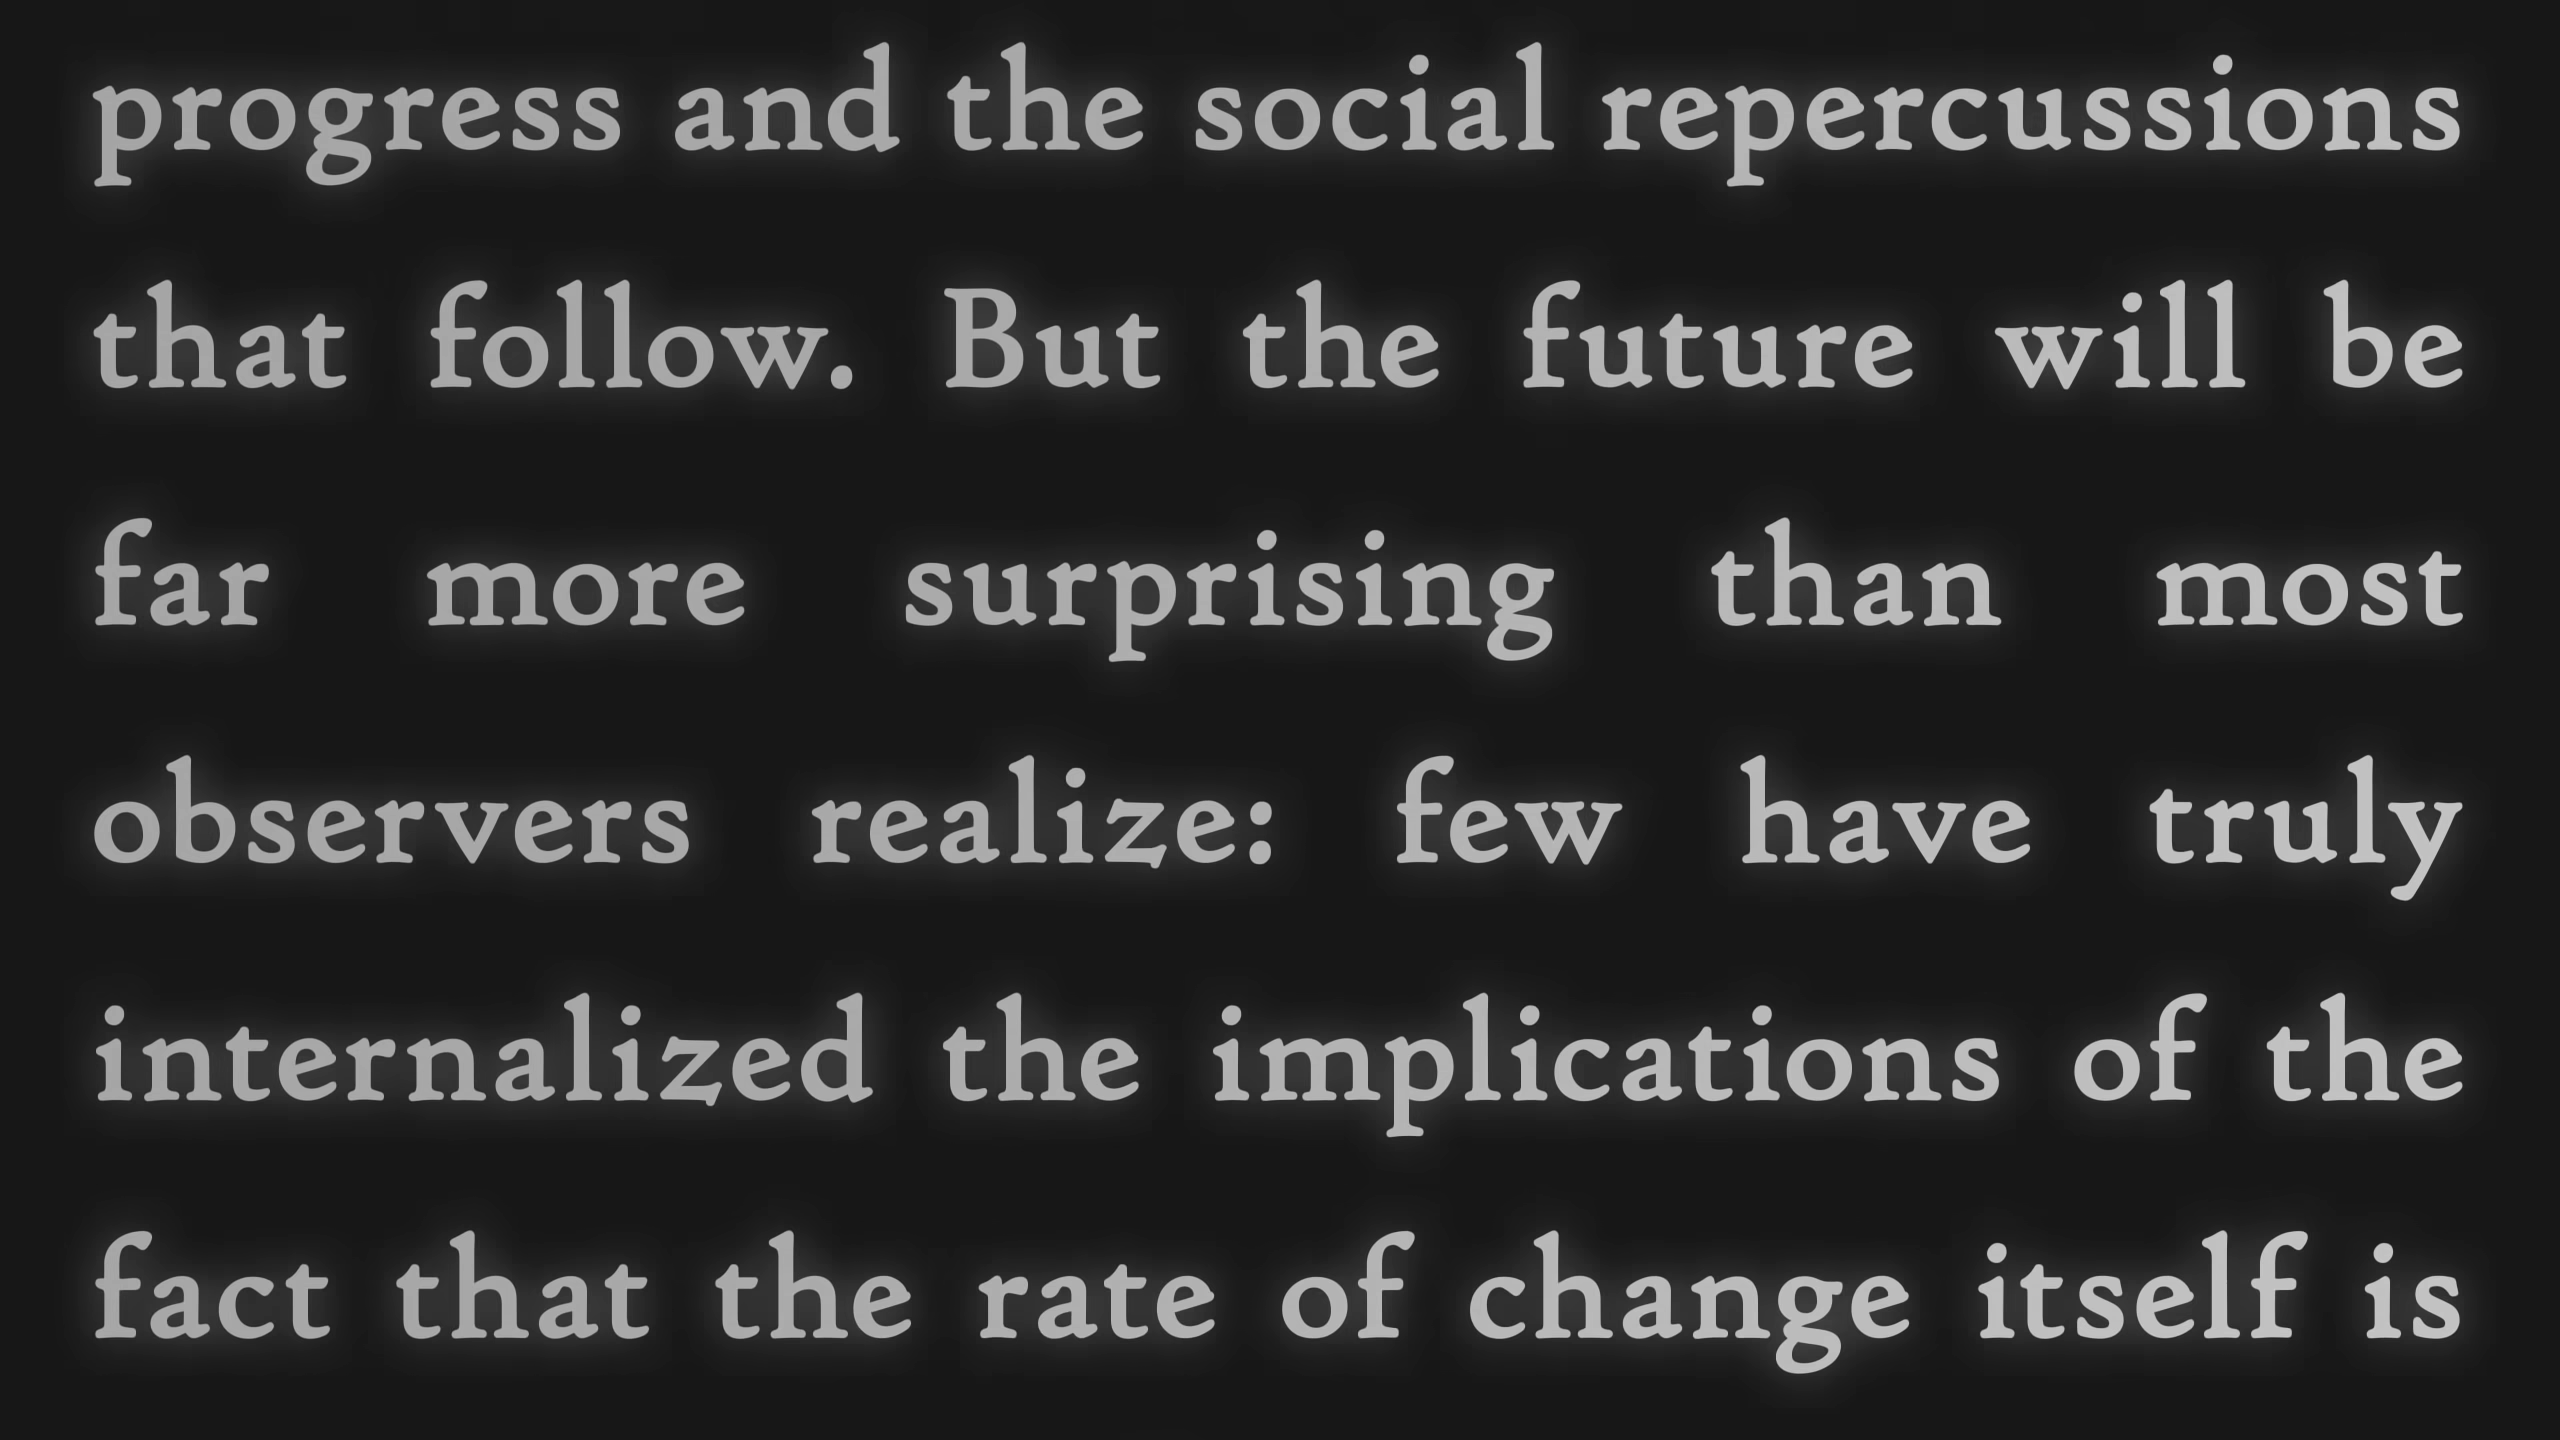 progress and the social repercussions
that follow. But the future will be
far more surprising than most
observers realize: few have truly
internalized the implications of the
fact that the rate of change itself is